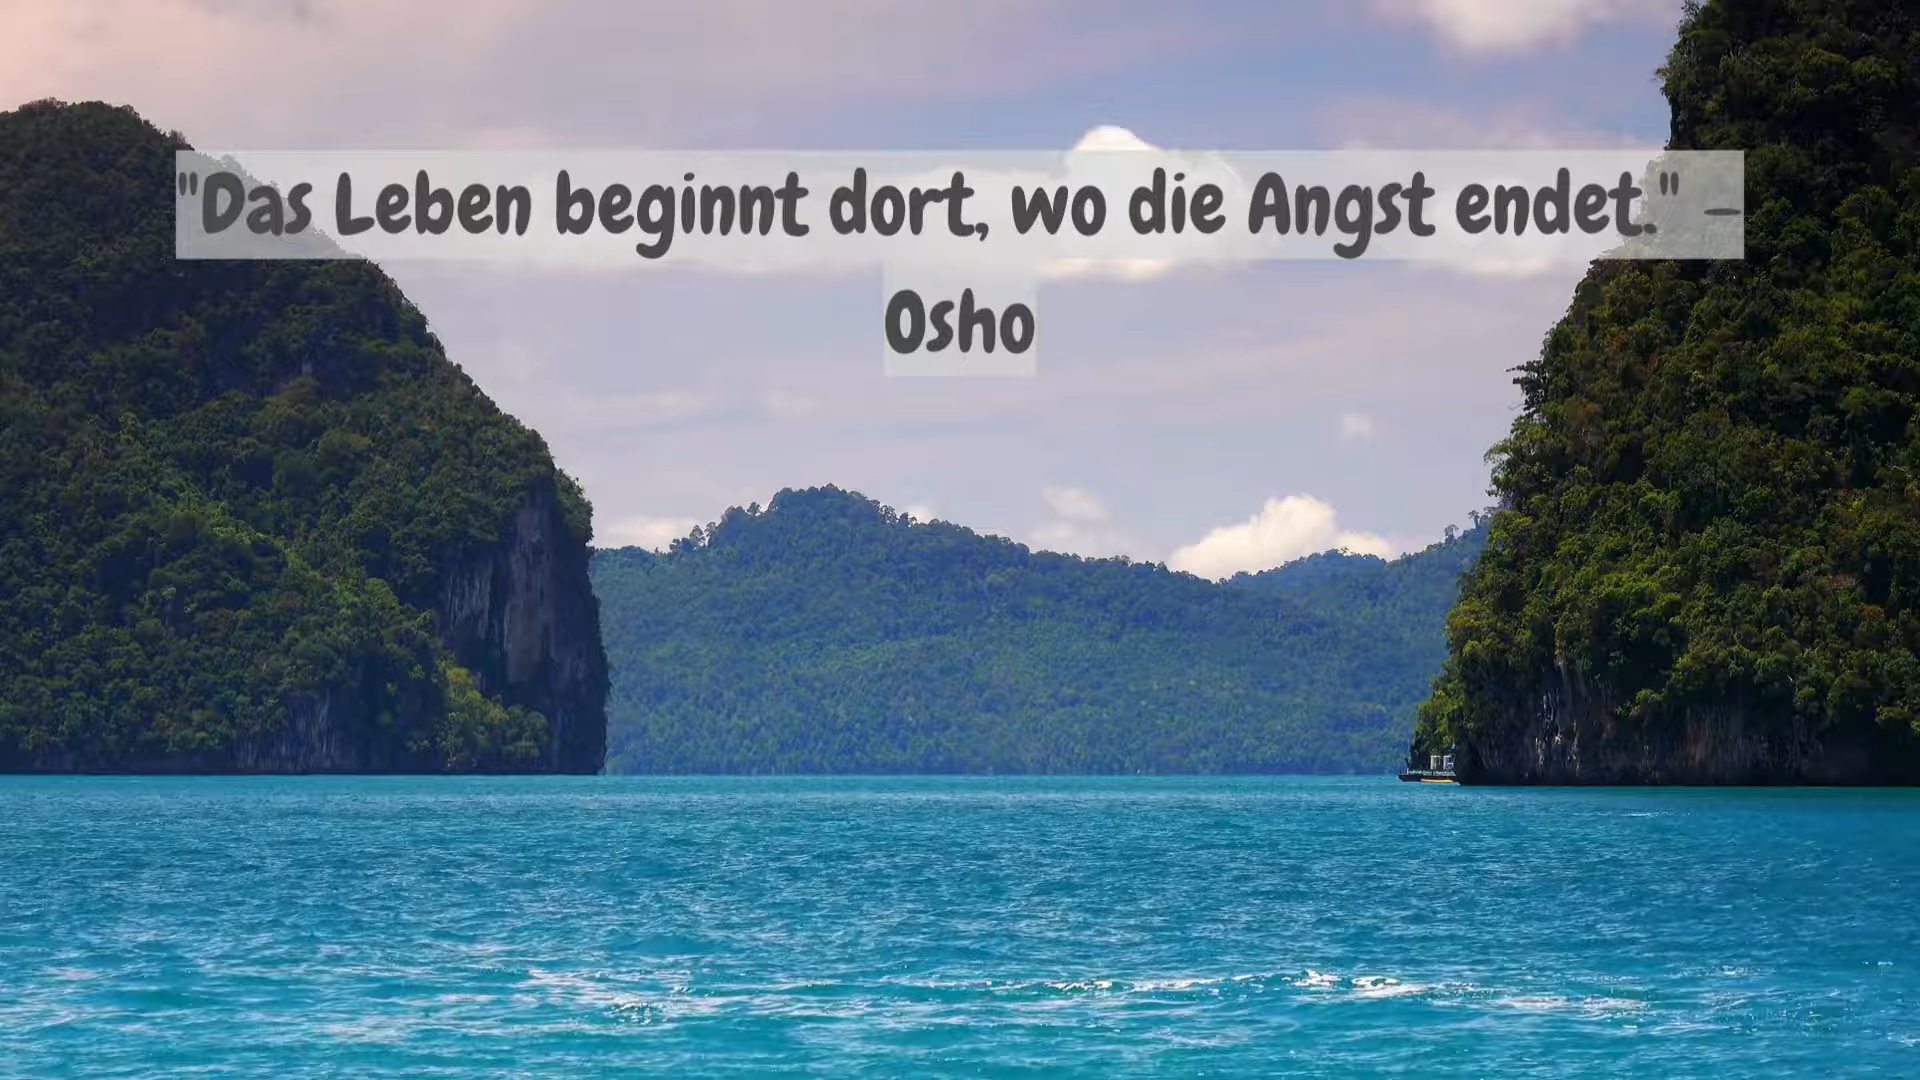 "Das Leben beginnt dort, wo die Angst endet." –
Osho